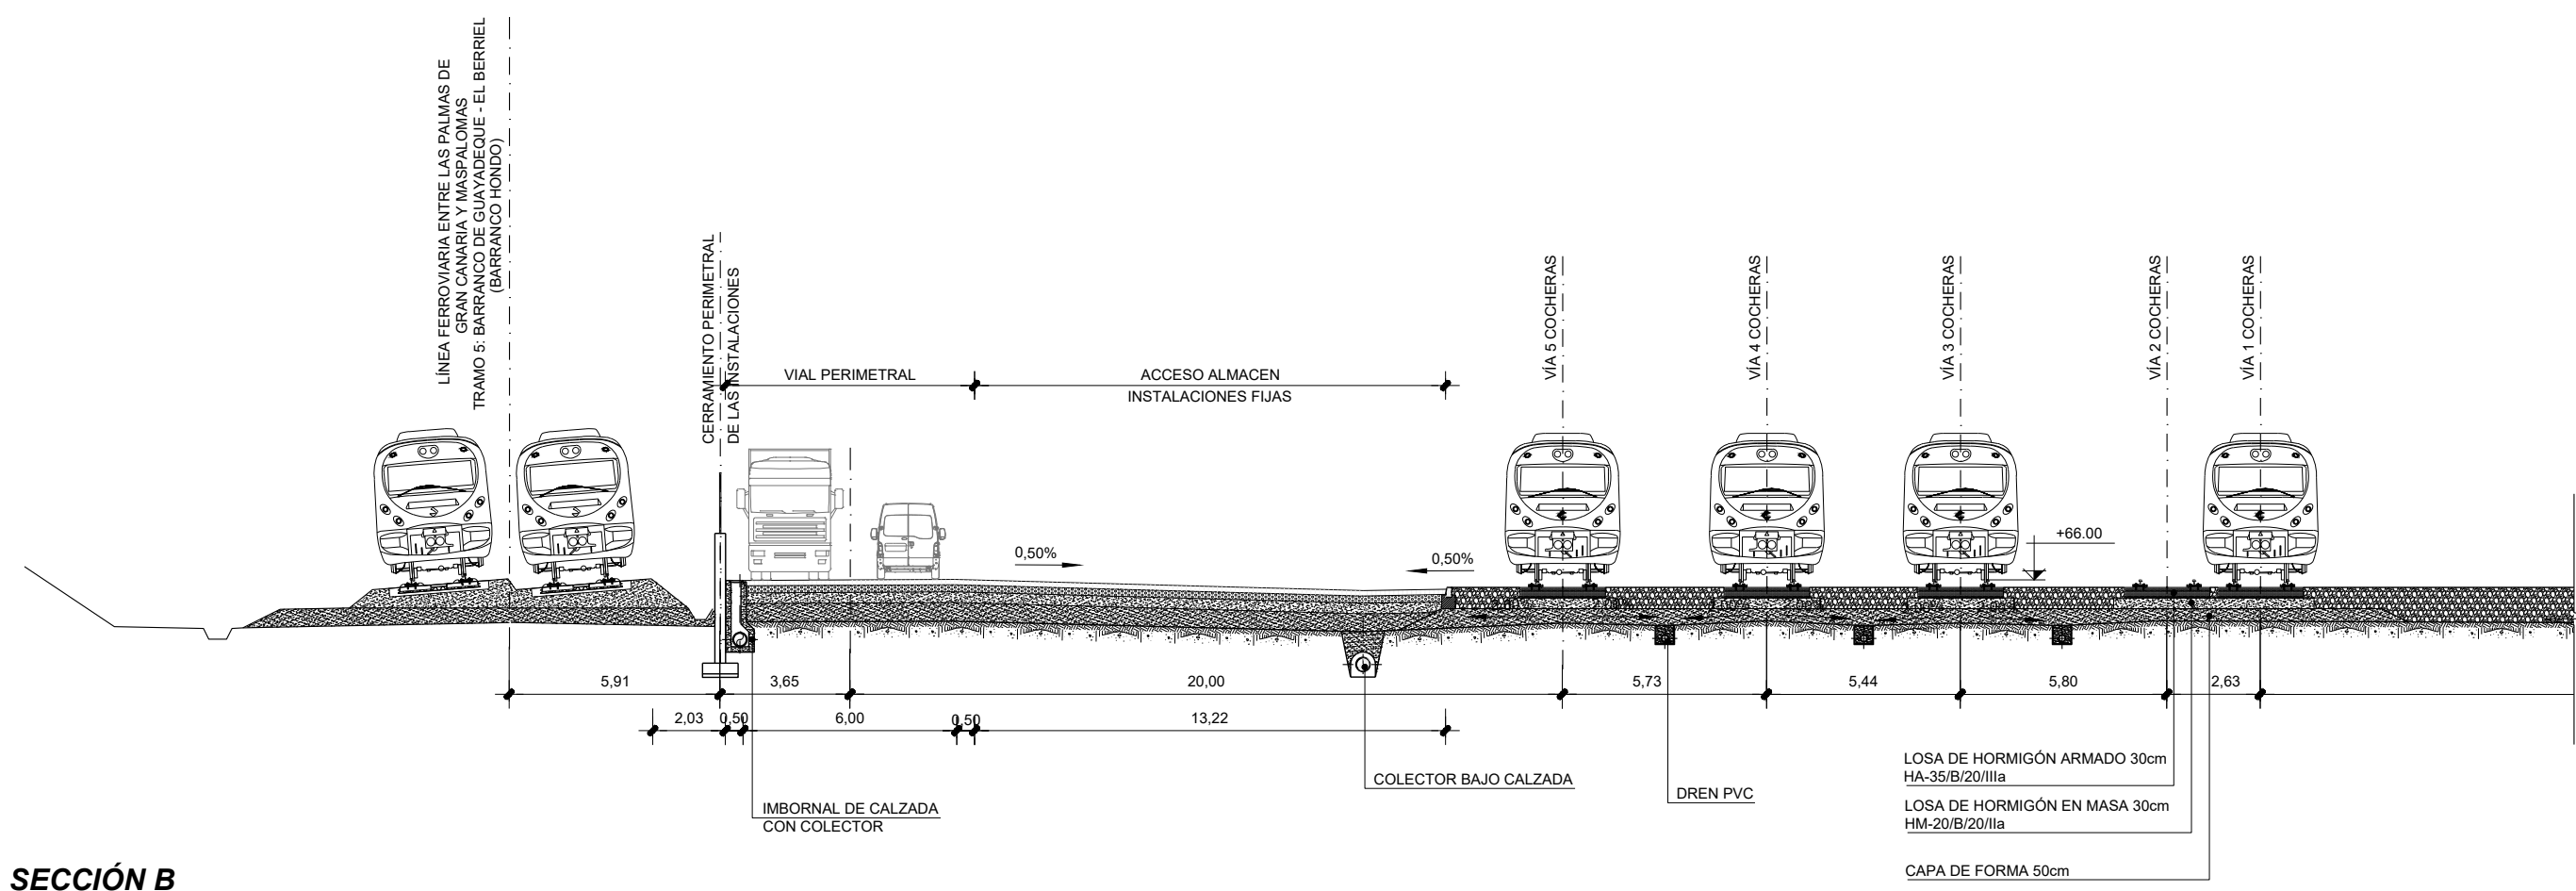 LÍNEA FERROVIARIA ENTRE LAS PALMAS DE
GRAN CANARIA Y MASPALOMAS
TRAMO 5: BARRANCO DE GUAYADEQUE - EL BERRIEL
(BARRANCO HONDO)
CERRAMIENTO PERIMETRAL
DE LAS INSTALACIONES
VIAL PERIMETRAL
ACCESO ALMACEN
INSTALACIONES FIJAS
VÍA 5 COCHERAS
VÍA 4 COCHERAS
VÍA 3 COCHERAS
VÍA 2 COCHERAS
VÍA 1 COCHERAS
0,50%
0,50%
+66.00
5,91
3,65
20,00
5,73
5,44
5,80
2,63
2,03
0,50
6,00
0,50
13,22
IMBORNAL DE CALZADA
CON COLECTOR
COLECTOR BAJO CALZADA
DREN PVC
LOSA DE HORMIGÓN ARMADO 30cm
HA-35/B/20/IIIa
LOSA DE HORMIGÓN EN MASA 30cm
HM-20/B/20/IIa
CAPA DE FORMA 50cm
SECCIÓN B